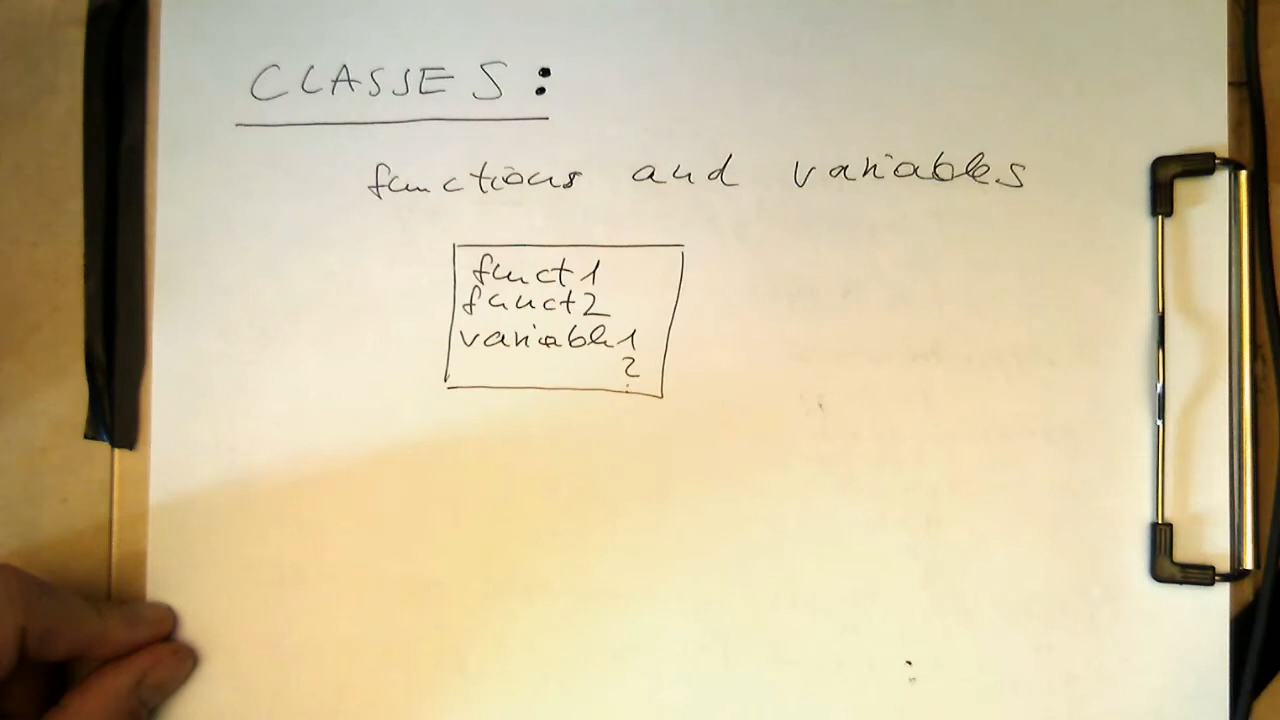 CLASSES:
functions and variables
funct1
funct2
variable1
2